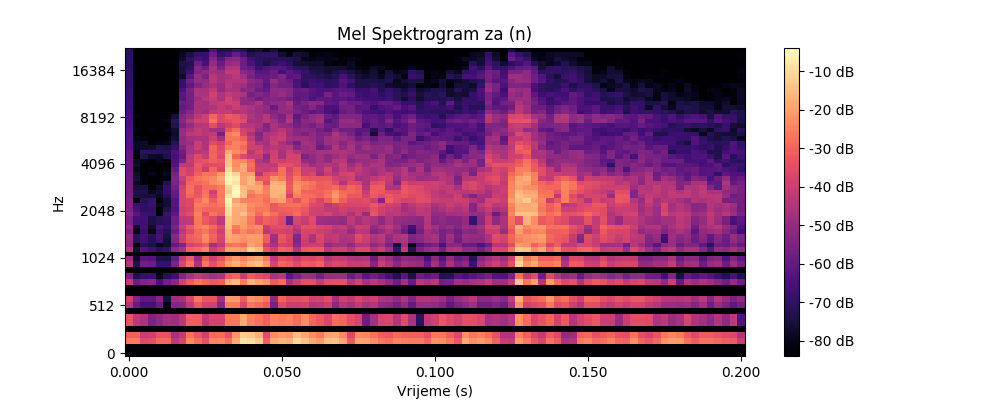 Mel Spektrogram za (n)
Hz
16384
8192
4096
2048
1024
512
0
0.000 0.050 0.100 0.150 0.200
Vrijeme (s)
-10 dB
-20 dB
-30 dB
-40 dB
-50 dB
-60 dB
-70 dB
-80 dB